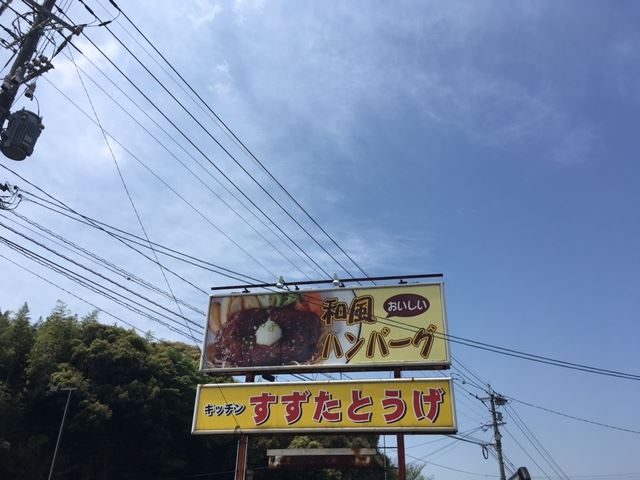 和風
おいしい
ハンバーグ
キッチン すずたとうげ